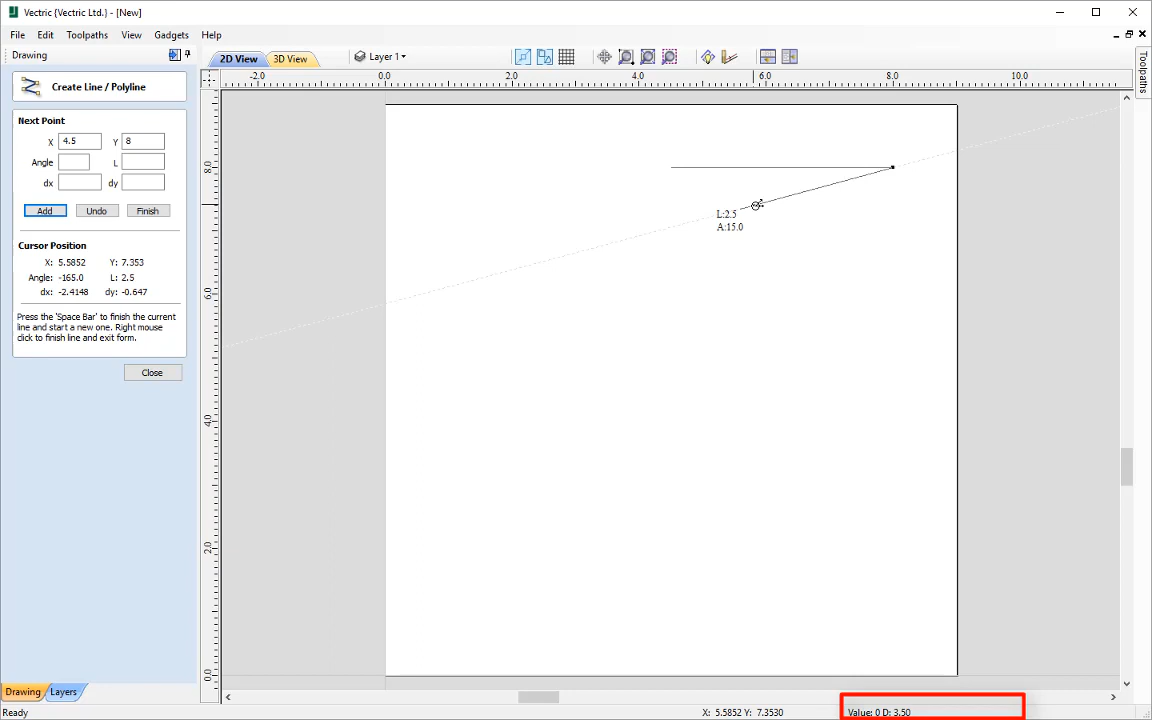 Vectric {Vectric Ltd.} - [New]
File Edit Toolpaths View Gadgets Help
Drawing
2D View 3D View Layer 1
Toolpaths
-2.0 0.0 2.0 4.0 6.0 8.0 10.0
Create Line / Polyline
Next Point
X 4.5 Y 8
Angle L
dx dy
Add Undo Finish
Cursor Position
X: 5.5852 Y: 7.353
Angle: -165.0 L: 2.5
dx: -2.4148 dy: -0.647
Press the 'Space Bar' to finish the current
line and start a new one. Right mouse
click to finish line and exit form.
Close
8.0
6.0
4.0
2.0
0.0
L:2.5
A:15.0
Drawing Layers
Ready X: 5.5852 Y: 7.3530 Value: 0 D: 3.50